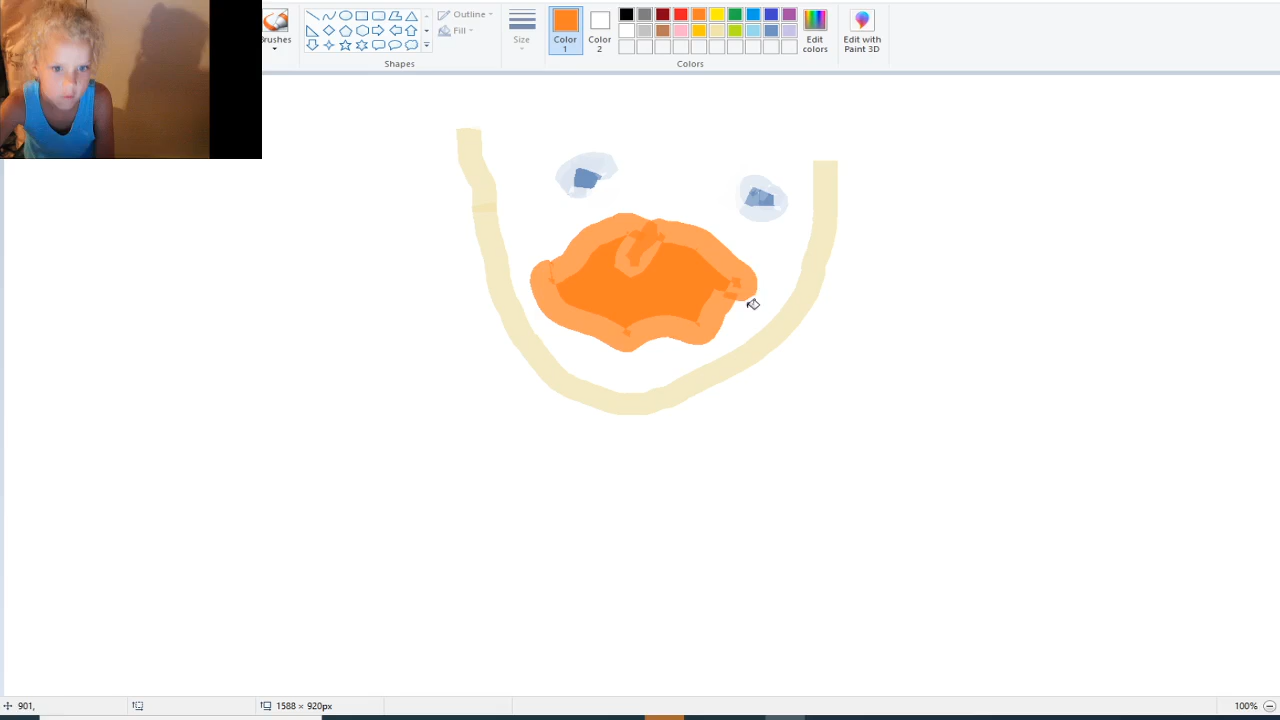 Brushes
Outline
Fill
Shapes
Size
Color 1
Color 2
Edit colors
Edit with Paint 3D
Colors
901,
1588 × 920px
100%